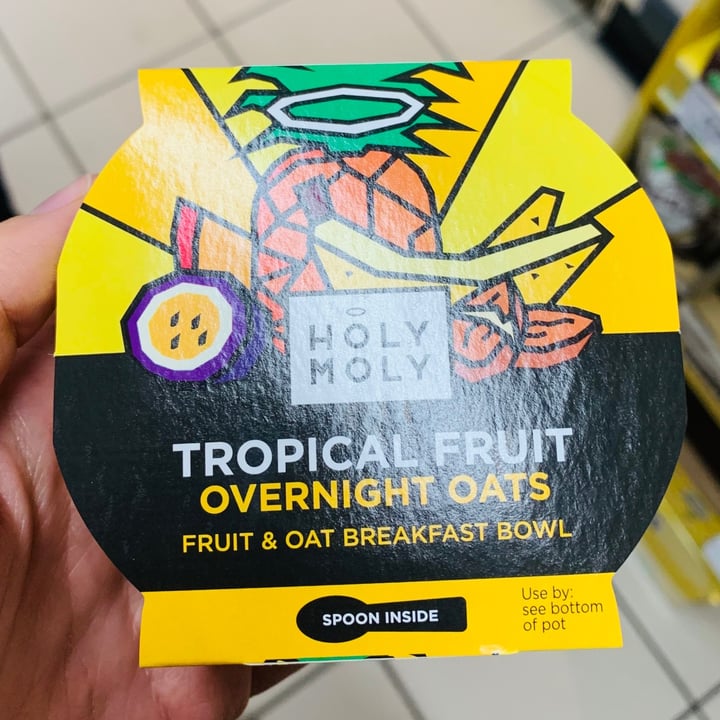 HOLY
MOLY
TROPICAL FRUIT
OVERNIGHT OATS
FRUIT & OAT BREAKFAST BOWL
SPOON INSIDE
Use by:
see bottom
of pot